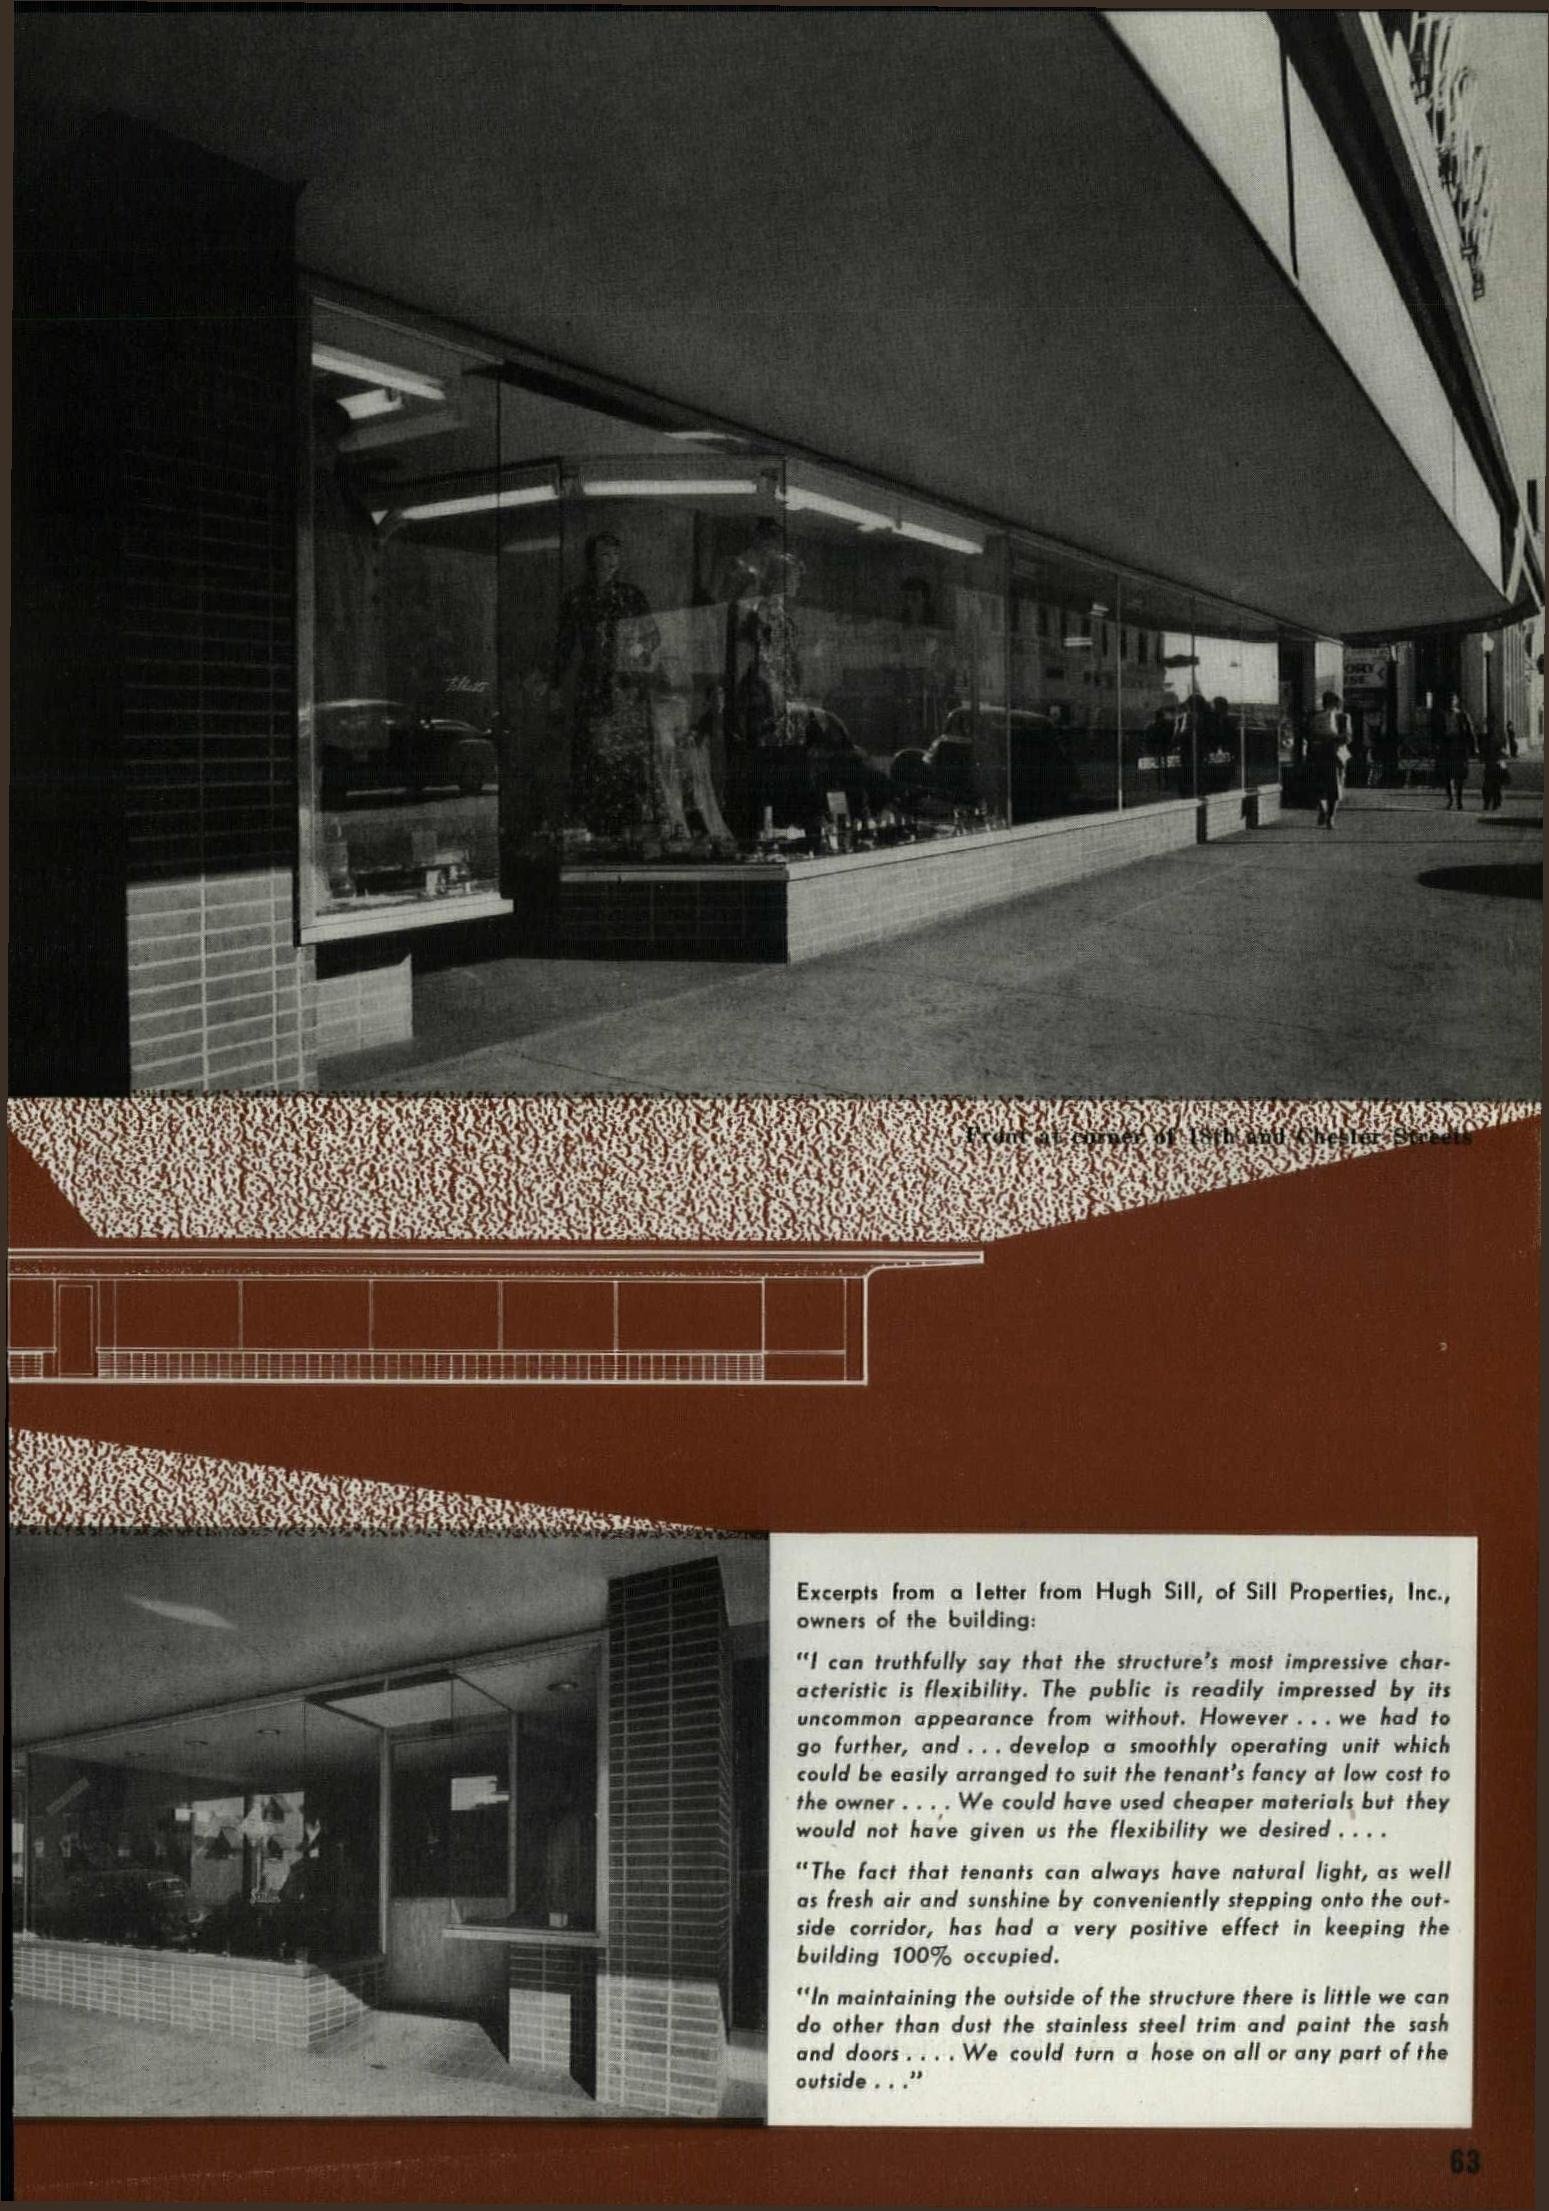 ORY
Front at corner of 18th and Chester Streets
Excerpts from a letter from Hugh Sill, of Sill Properties, Inc.,
owners of the building:
"I can truthfully say that the structure's most impressive char-
acteristic is flexibility. The public is readily impressed by its
uncommon appearance from without. However . . . we had to
go further, and . . . develop a smoothly operating unit which
could be easily arranged to suit the tenant's fancy at low cost to
the owner . . . . We could have used cheaper materials but they
would not have given us the flexibility we desired . . . .
"The fact that tenants can always have natural light, as well
as fresh air and sunshine by conveniently stepping onto the out-
side corridor, has had a very positive effect in keeping the
building 100% occupied.
"In maintaining the outside of the structure there is little we can
do other than dust the stainless steel trim and paint the sash
and doors . . . . We could turn a hose on all or any part of the
outside . . ."
63